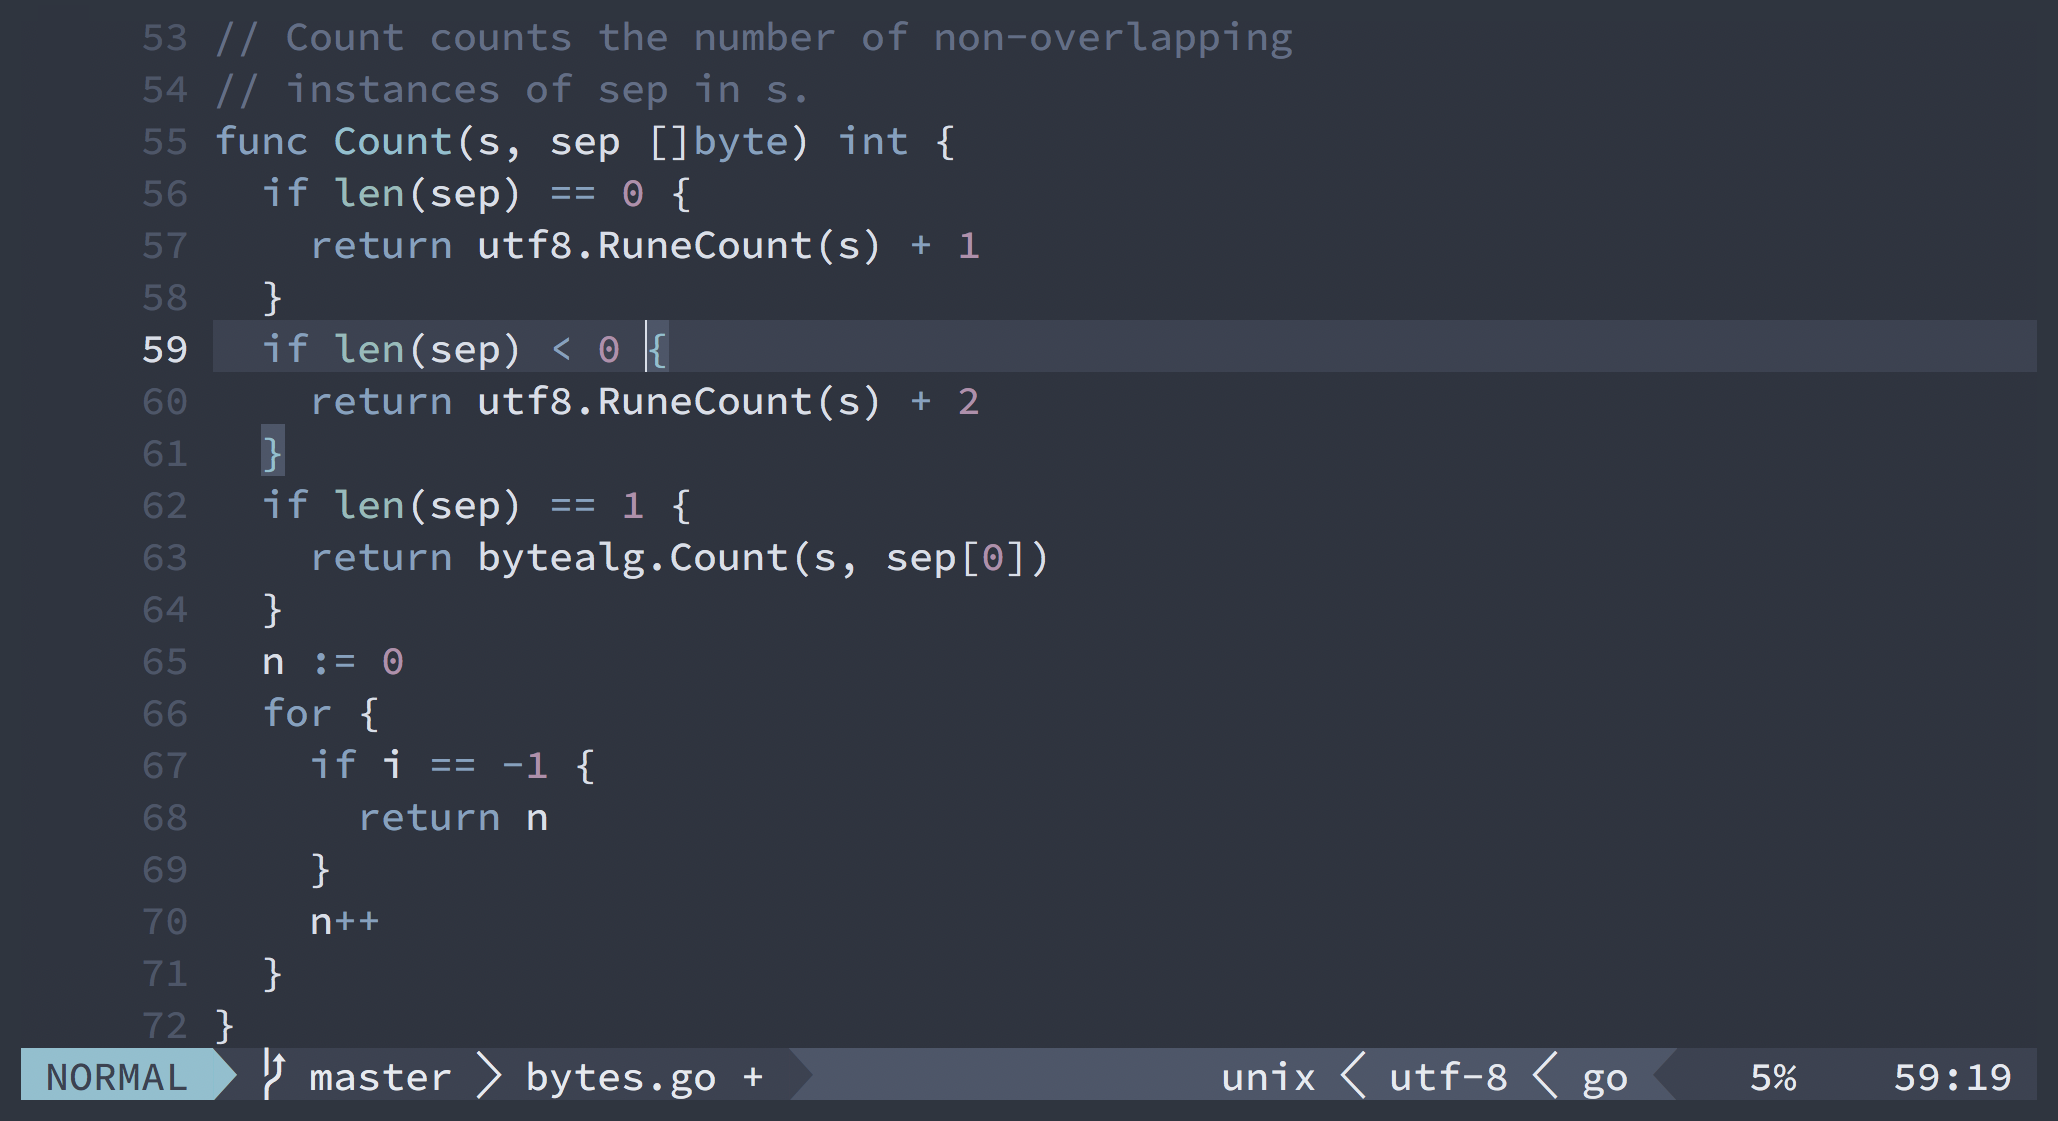 53 // Count counts the number of non-overlapping
54 // instances of sep in s.
55 func Count(s, sep []byte) int {
56   if len(sep) == 0 {
57     return utf8.RuneCount(s) + 1
58   }
59   if len(sep) < 0 {
60     return utf8.RuneCount(s) + 2
61   }
62   if len(sep) == 1 {
63     return bytealg.Count(s, sep[0])
64   }
65   n := 0
66   for {
67     if i == -1 {
68       return n
69     }
70     n++
71   }
72 }
NORMAL master bytes.go + unix utf-8 go 5% 59:19